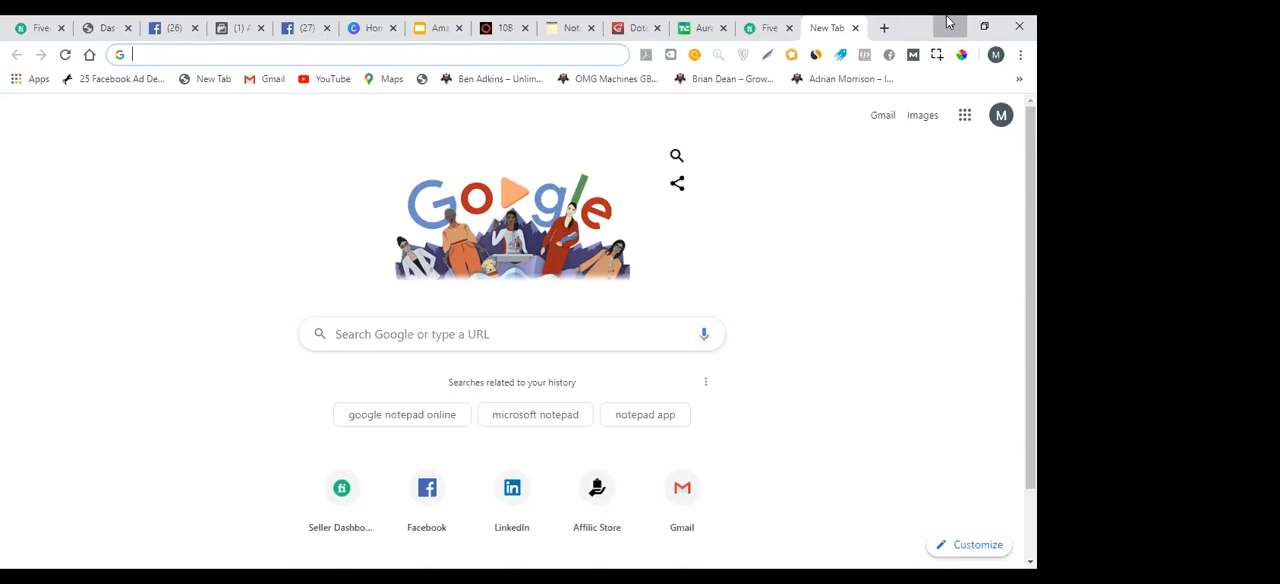 Five Das (26) (1) Hor Ama 10B Note Dot Aura Five New Tab
Apps 25 Facebook Ad De... New Tab Gmail YouTube Maps Ben Adkins – Unlim... OMG Machines GB... Brian Dean – Grow... Adrian Morrison – I... »
Gmail Images M
Google
Search Google or type a URL
Searches related to your history
google notepad online microsoft notepad notepad app
Seller Dashbo... Facebook LinkedIn Affilic Store Gmail
Customize